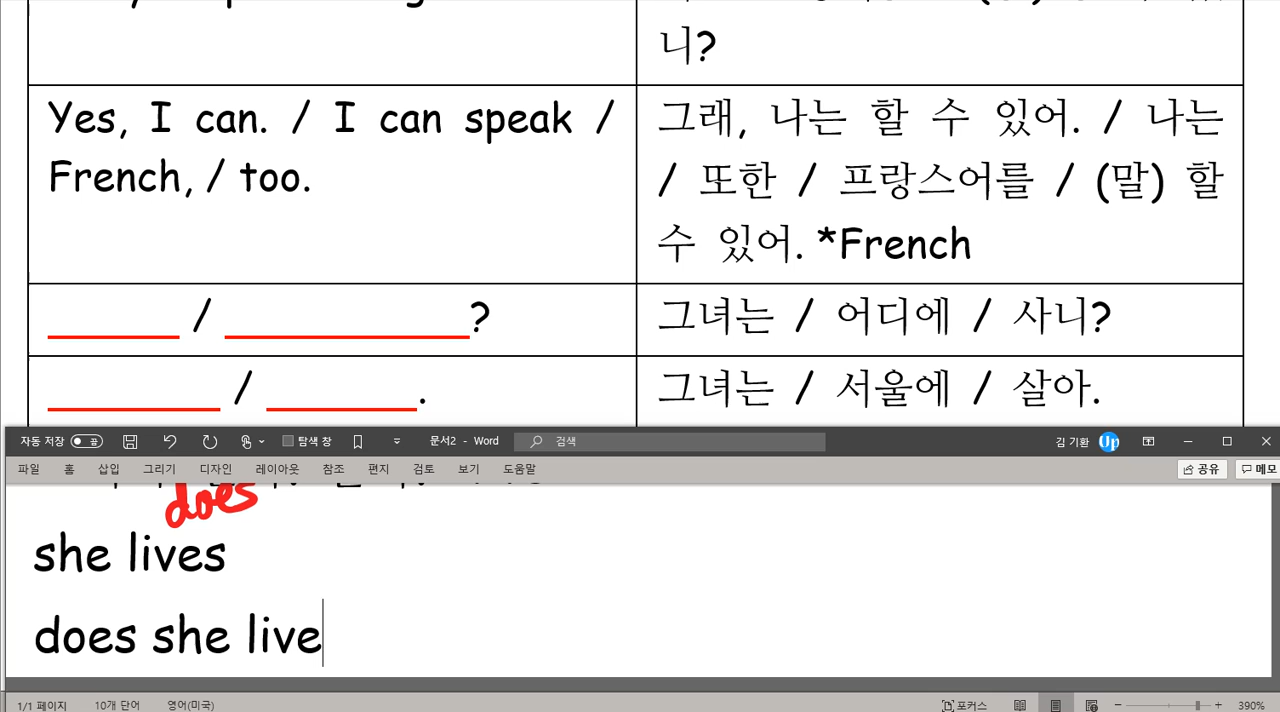 니?
Yes, I can. / I can speak /
French, / too.
그래, 나는 할 수 있어. / 나는
/ 또한 / 프랑스어를 / (말) 할
수 있어. *French
/ ?
그녀는 / 어디에 / 사니?
/ .
그녀는 / 서울에 / 살아.
자동 저장 끔 탐색 창 문서2 - Word 검색 김 기환 Up
파일 홈 삽입 그리기 디자인 레이아웃 참조 편지 검토 보기 도움말 공유 메모
does
she lives
does she live
1/1 페이지 10개 단어 영어(미국) 포커스 390%